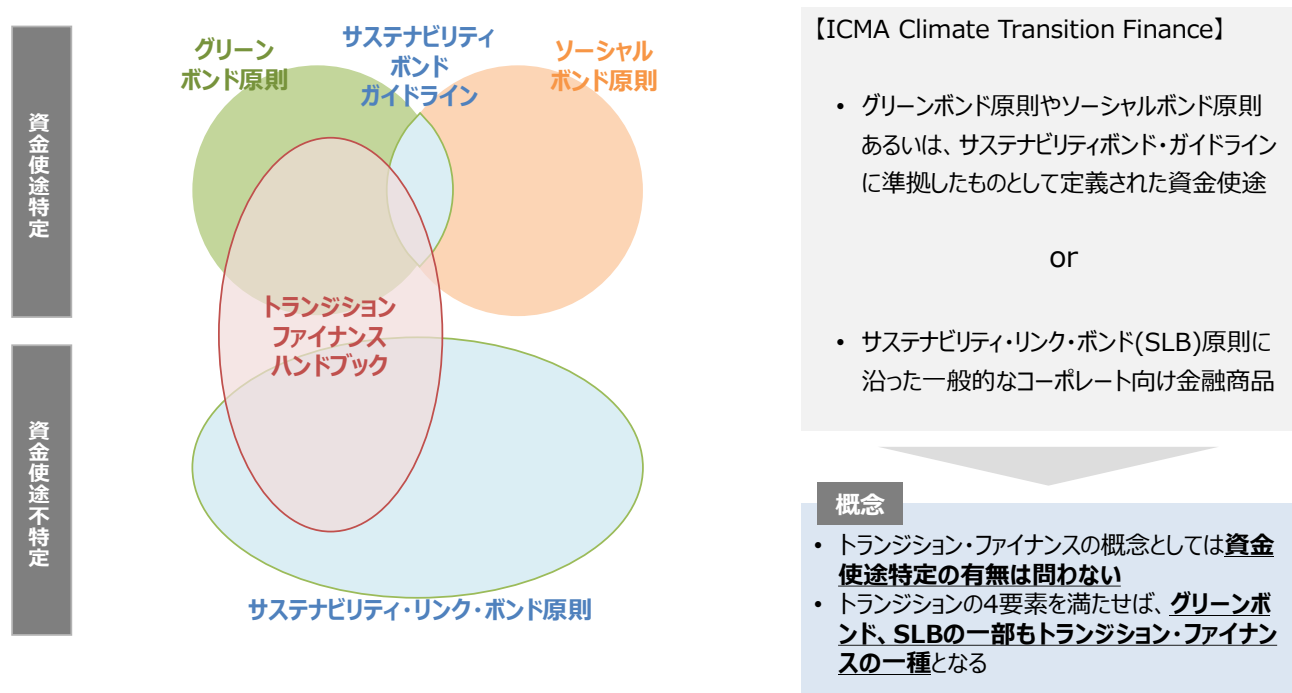 資金使途特定
グリーン
ボンド原則
サステナビリティ
ボンド
ガイドライン
ソーシャル
ボンド原則
トランジション
ファイナンス
ハンドブック
資金使途不特定
サステナビリティ・リンク・ボンド原則
【ICMA Climate Transition Finance】
• グリーンボンド原則やソーシャルボンド原則
あるいは、サステナビリティボンド・ガイドライン
に準拠したものとして定義された資金使途
or
• サステナビリティ・リンク・ボンド(SLB)原則に
沿った一般的なコーポレート向け金融商品
概念
• トランジション・ファイナンスの概念としては資金
使途特定の有無は問わない
• トランジションの4要素を満たせば、グリーンボ
ンド、SLBの一部もトランジション・ファイナン
スの一種となる